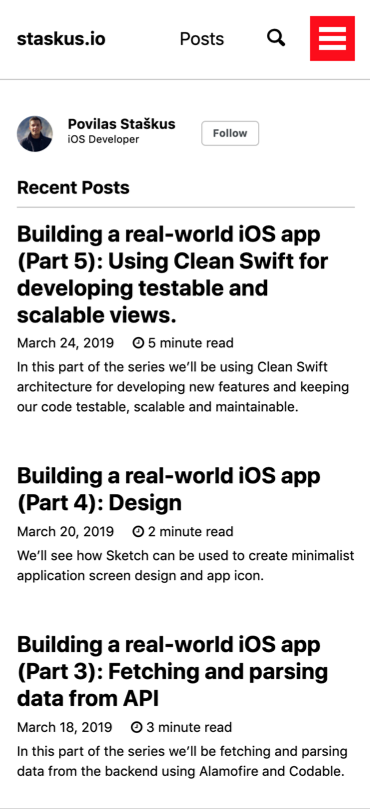 staskus.io
Posts
Povilas Staškus
iOS Developer
Follow
Recent Posts
Building a real-world iOS app
(Part 5): Using Clean Swift for
developing testable and
scalable views.
March 24, 2019 5 minute read
In this part of the series we’ll be using Clean Swift
architecture for developing new features and keeping
our code testable, scalable and maintainable.
Building a real-world iOS app
(Part 4): Design
March 20, 2019 2 minute read
We’ll see how Sketch can be used to create minimalist
application screen design and app icon.
Building a real-world iOS app
(Part 3): Fetching and parsing
data from API
March 18, 2019 3 minute read
In this part of the series we’ll be fetching and parsing
data from the backend using Alamofire and Codable.